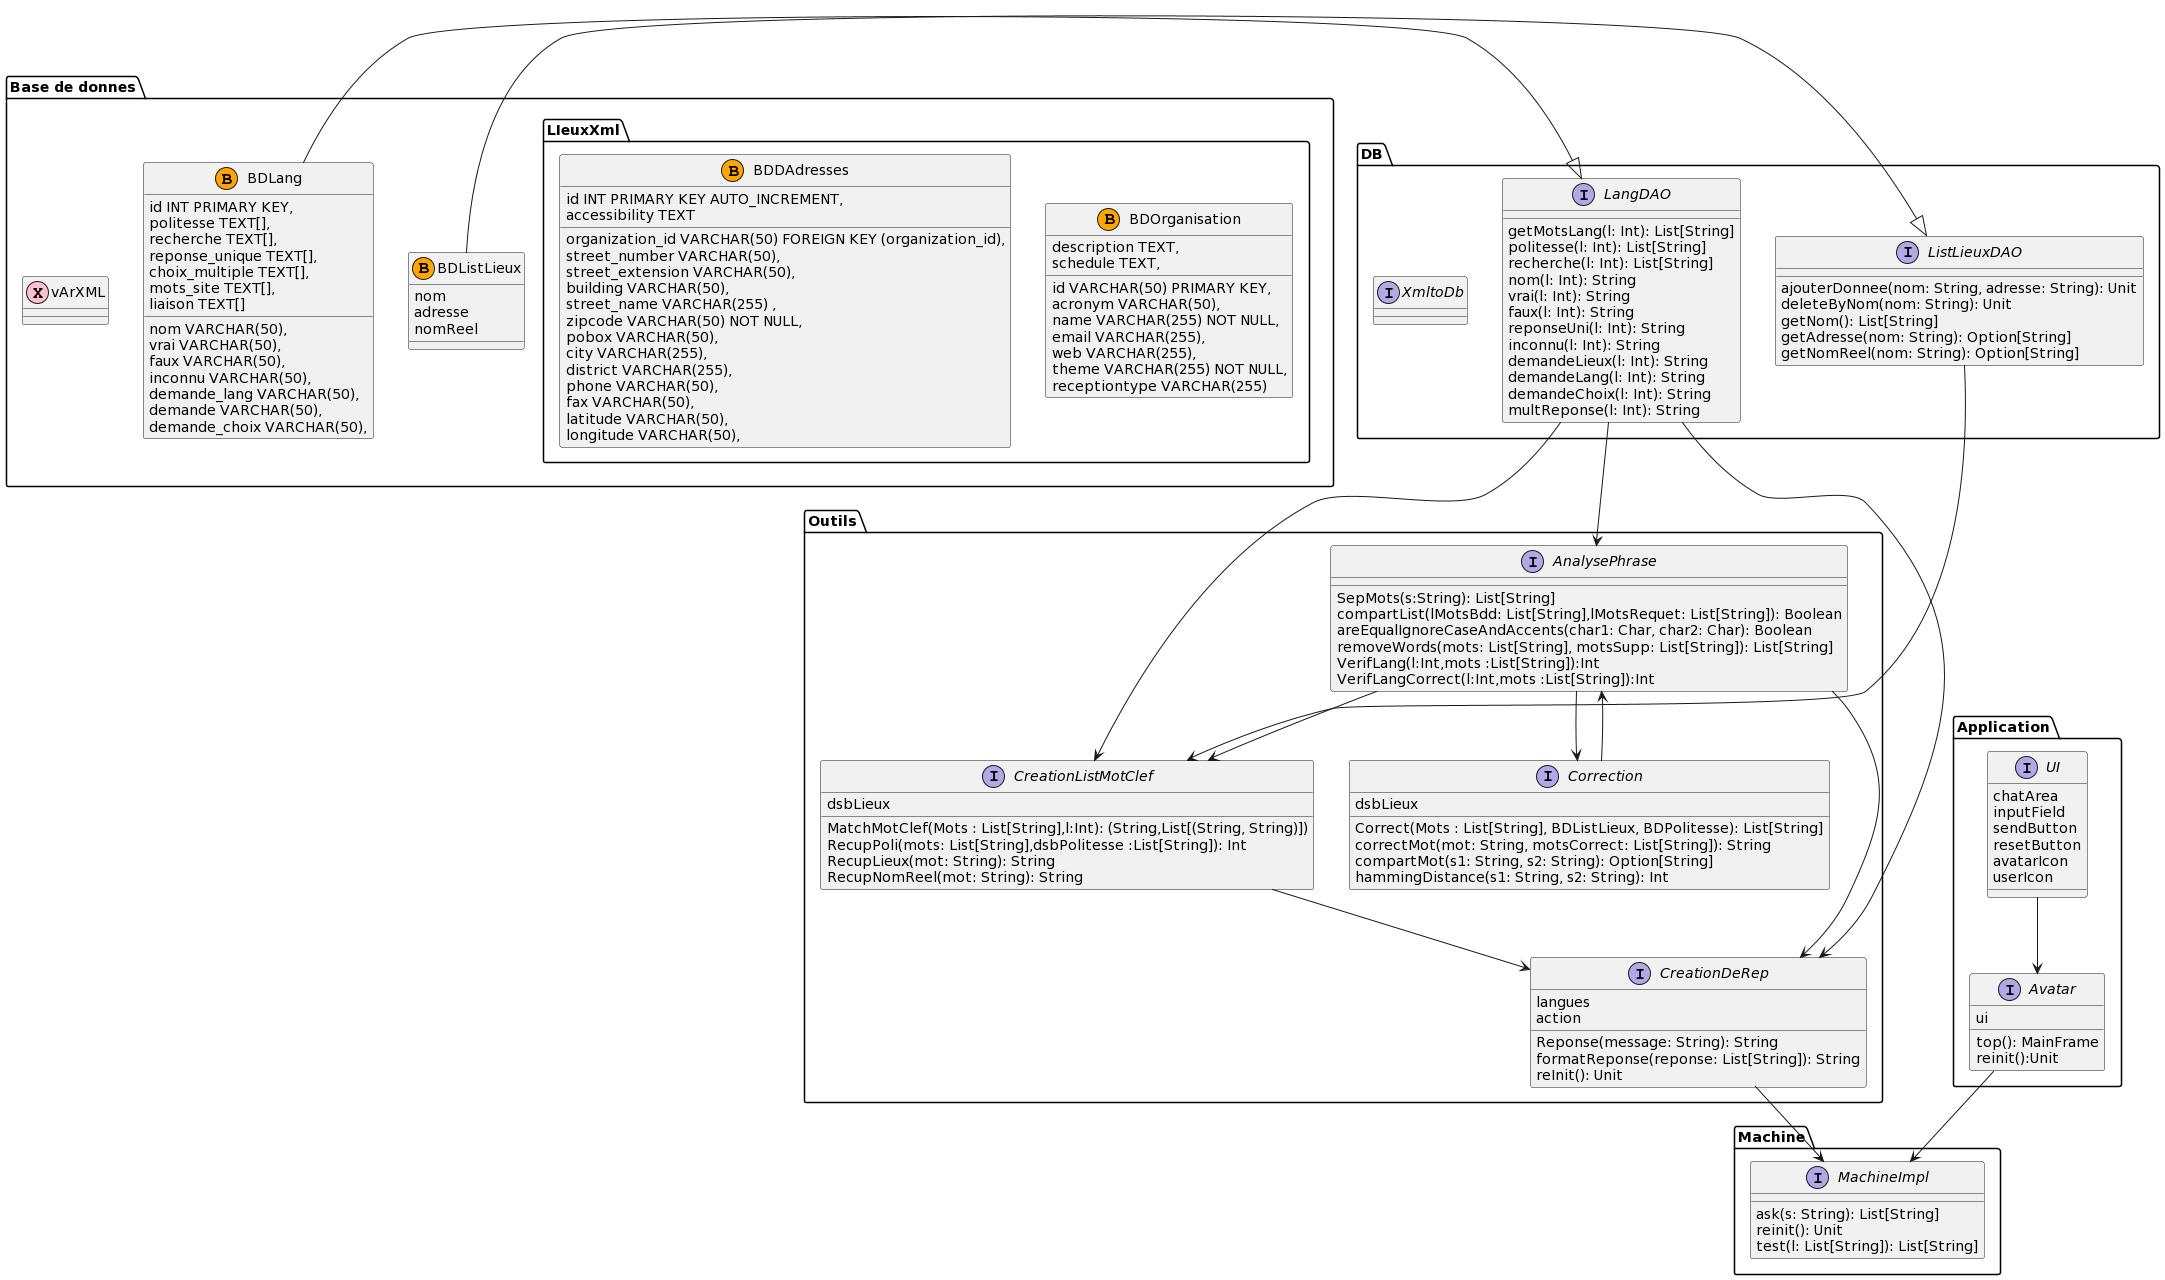 Base de donnes
X vArXML
B BDLang
id INT PRIMARY KEY,
politesse TEXT[],
recherche TEXT[],
reponse_unique TEXT[],
choix_multiple TEXT[],
mots_site TEXT[],
liaison TEXT[]
nom VARCHAR(50),
vrai VARCHAR(50),
faux VARCHAR(50),
inconnu VARCHAR(50),
demande_lang VARCHAR(50),
demande VARCHAR(50),
demande_choix VARCHAR(50),
B BDListLieux
nom
adresse
nomReel
LIeuxXml
B BDDAdresses
id INT PRIMARY KEY AUTO_INCREMENT,
accessibility TEXT
organization_id VARCHAR(50) FOREIGN KEY (organization_id),
street_number VARCHAR(50),
street_extension VARCHAR(50),
building VARCHAR(50),
street_name VARCHAR(255) ,
zipcode VARCHAR(50) NOT NULL,
pobox VARCHAR(50),
city VARCHAR(255),
district VARCHAR(255),
phone VARCHAR(50),
fax VARCHAR(50),
latitude VARCHAR(50),
longitude VARCHAR(50),
B BDOrganisation
description TEXT,
schedule TEXT,
id VARCHAR(50) PRIMARY KEY,
acronym VARCHAR(50),
name VARCHAR(255) NOT NULL,
email VARCHAR(255),
web VARCHAR(255),
theme VARCHAR(255) NOT NULL,
receptiontype VARCHAR(255)
DB
I XmltoDb
I LangDAO
getMotsLang(l: Int): List[String]
politesse(l: Int): List[String]
recherche(l: Int): List[String]
nom(l: Int): String
vrai(l: Int): String
faux(l: Int): String
reponseUni(l: Int): String
inconnu(l: Int): String
demandeLieux(l: Int): String
demandeLang(l: Int): String
demandeChoix(l: Int): String
multReponse(l: Int): String
I ListLieuxDAO
ajouterDonnee(nom: String, adresse: String): Unit
deleteByNom(nom: String): Unit
getNom(): List[String]
getAdresse(nom: String): Option[String]
getNomReel(nom: String): Option[String]
Outils
I AnalysePhrase
SepMots(s:String): List[String]
compartList(lMotsBdd: List[String],lMotsRequet: List[String]): Boolean
areEqualIgnoreCaseAndAccents(char1: Char, char2: Char): Boolean
removeWords(mots: List[String], motsSupp: List[String]): List[String]
VerifLang(l:Int,mots :List[String]):Int
VerifLangCorrect(l:Int,mots :List[String]):Int
I CreationListMotClef
dsbLieux
MatchMotClef(Mots : List[String],l:Int): (String,List[(String, String)])
RecupPoli(mots: List[String],dsbPolitesse :List[String]): Int
RecupLieux(mot: String): String
RecupNomReel(mot: String): String
I Correction
dsbLieux
Correct(Mots : List[String], BDListLieux, BDPolitesse): List[String]
correctMot(mot: String, motsCorrect: List[String]): String
compartMot(s1: String, s2: String): Option[String]
hammingDistance(s1: String, s2: String): Int
I CreationDeRep
langues
action
Reponse(message: String): String
formatReponse(reponse: List[String]): String
reInit(): Unit
Application
I UI
chatArea
inputField
sendButton
resetButton
avatarIcon
userIcon
I Avatar
ui
top(): MainFrame
reinit():Unit
Machine
I MachineImpl
ask(s: String): List[String]
reinit(): Unit
test(l: List[String]): List[String]